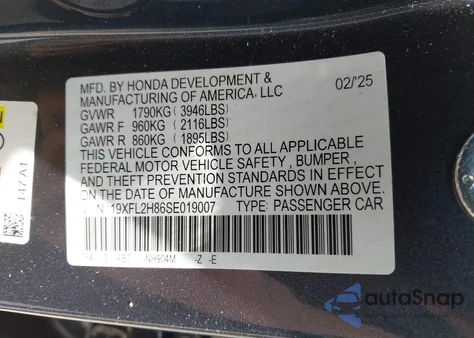 MFD. BY HONDA DEVELOPMENT &
MANUFACTURING OF AMERICA, LLC
02/'25
GVWR 1790KG (3946LBS)
GAWR F 960KG (2116LBS)
GAWR R 860KG (1895LBS)
THIS VEHICLE CONFORMS TO ALL APPLICABLE
FEDERAL MOTOR VEHICLE SAFETY , BUMPER ,
AND THEFT PREVENTION STANDARDS IN EFFECT
ON THE DATE OF MANUFACTURE SHOWN ABOVE.
19XFL2H86SE019007 TYPE: PASSENGER CAR
NH904M -Z -E
T47A1
autoSnap